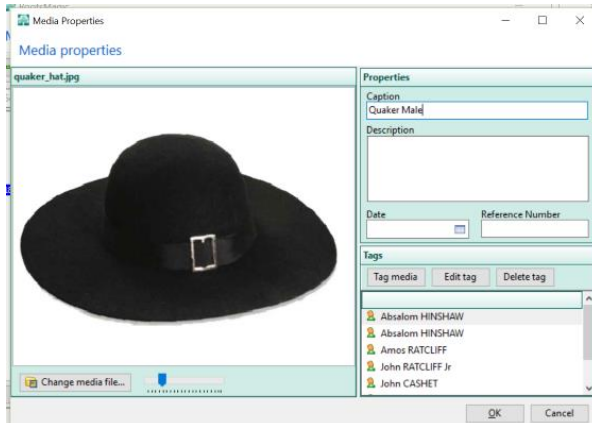 RootsMagic
Media Properties
Media properties
quaker_hat.jpg
Properties
Caption
Quaker Male
Description
Date
Reference Number
Tags
Tag media
Edit tag
Delete tag
Absalom HINSHAW
Absalom HINSHAW
Amos RATCLIFF
John RATCLIFF Jr
John CASHET
Change media file...
OK
Cancel